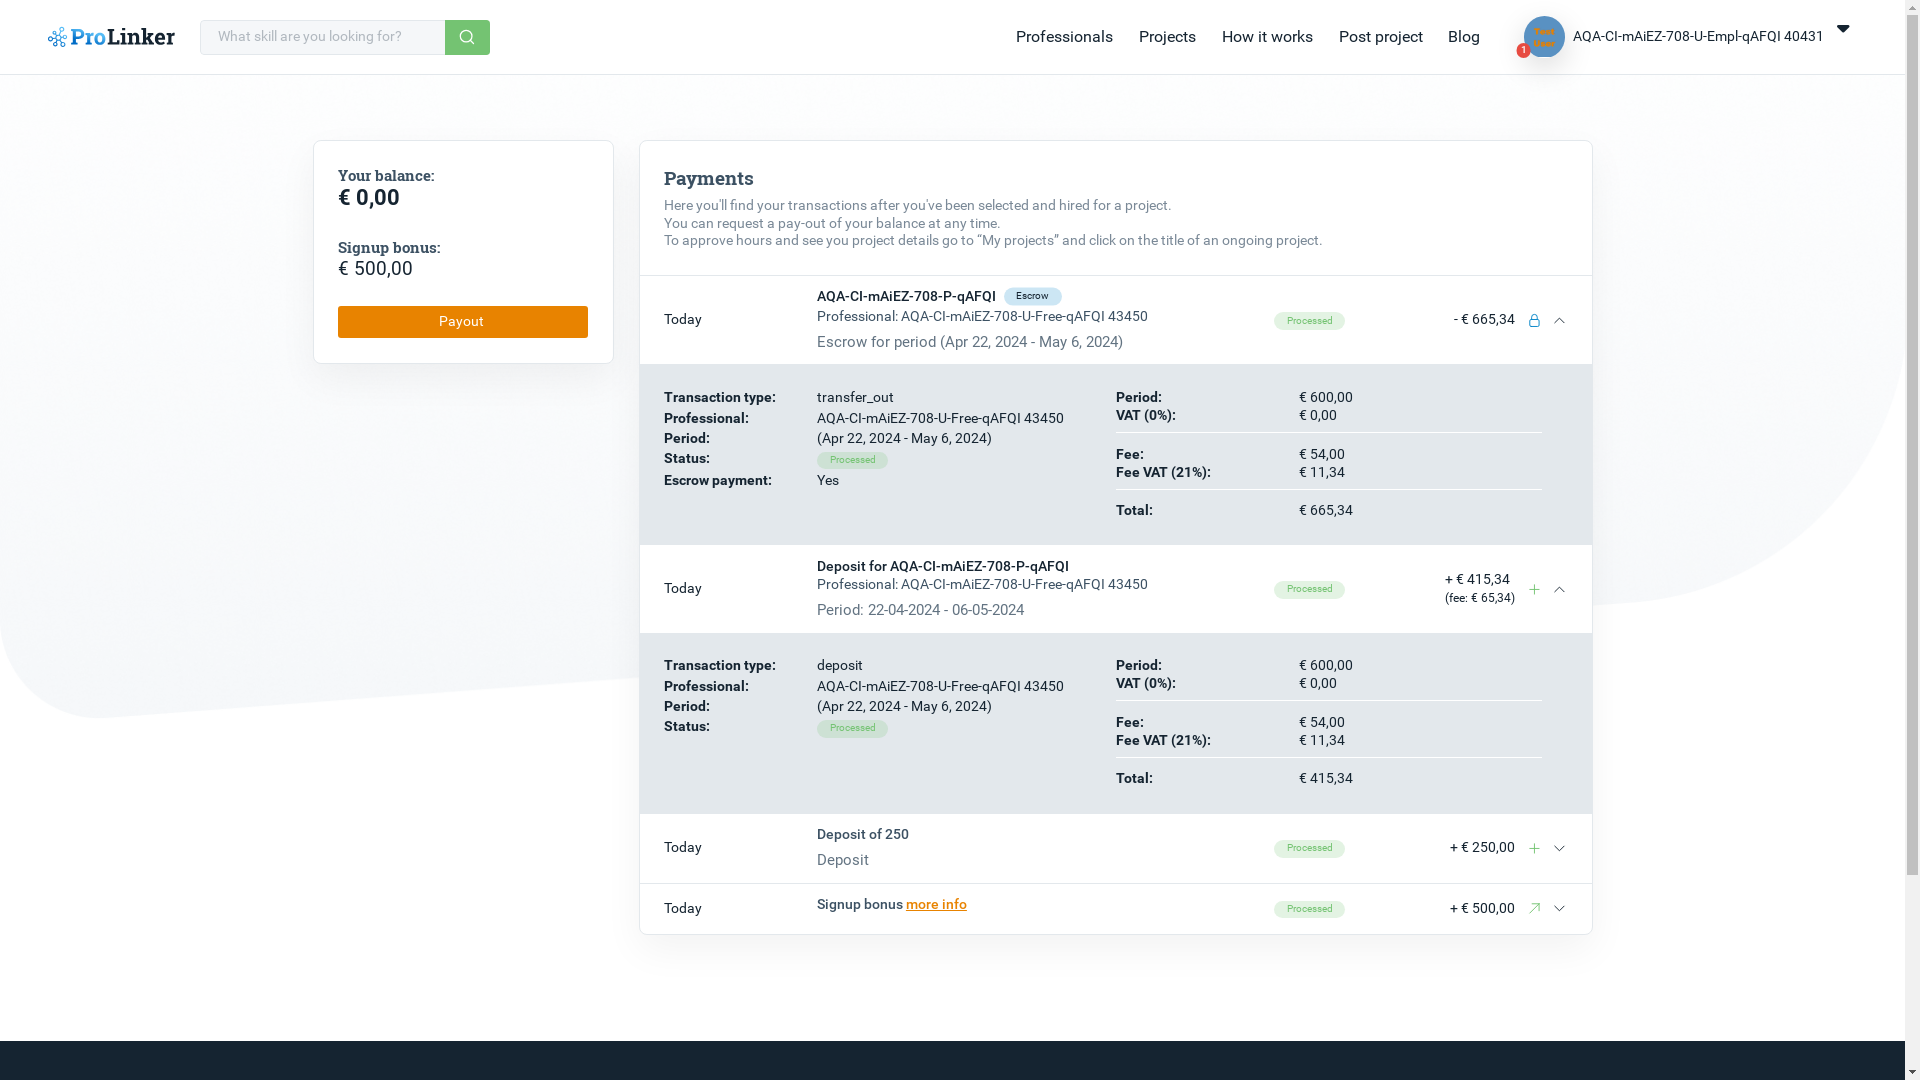 ProLinker
What skill are you looking for?
Professionals Projects How it works Post project Blog
Test
User
1
AQA-CI-mAiEZ-708-U-Empl-qAFQI 40431
Your balance:
€ 0,00
Signup bonus:
€ 500,00
Payout
Payments
Here you'll find your transactions after you've been selected and hired for a project.
You can request a pay-out of your balance at any time.
To approve hours and see you project details go to “My projects” and click on the title of an ongoing project.
Today
AQA-CI-mAiEZ-708-P-qAFQI Escrow
Professional: AQA-CI-mAiEZ-708-U-Free-qAFQI 43450
Escrow for period (Apr 22, 2024 - May 6, 2024)
Processed
- € 665,34
Transaction type: transfer_out
Professional: AQA-CI-mAiEZ-708-U-Free-qAFQI 43450
Period: (Apr 22, 2024 - May 6, 2024)
Status: Processed
Escrow payment: Yes
Period: € 600,00
VAT (0%): € 0,00
Fee: € 54,00
Fee VAT (21%): € 11,34
Total: € 665,34
Today
Deposit for AQA-CI-mAiEZ-708-P-qAFQI
Professional: AQA-CI-mAiEZ-708-U-Free-qAFQI 43450
Period: 22-04-2024 - 06-05-2024
Processed
+ € 415,34
(fee: € 65,34)
Transaction type: deposit
Professional: AQA-CI-mAiEZ-708-U-Free-qAFQI 43450
Period: (Apr 22, 2024 - May 6, 2024)
Status: Processed
Period: € 600,00
VAT (0%): € 0,00
Fee: € 54,00
Fee VAT (21%): € 11,34
Total: € 415,34
Today
Deposit of 250
Deposit
Processed
+ € 250,00
Today
Signup bonus more info
Processed
+ € 500,00